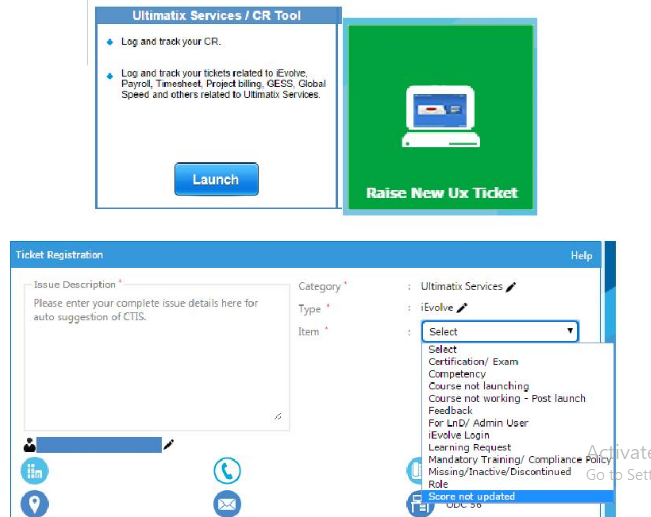 Ultimatix Services / CR Tool
Log and track your CR.
Log and track your tickets related to iEvolve,
Payroll, Timesheet, Project billing, GESS, Global
Speed and others related to Ultimatix Services.
Launch
Raise New Ux Ticket
Ticket Registration
Help
Issue Description *
Please enter your complete issue details here for
auto suggestion of CTIS.
Category * : Ultimatix Services
Type * : iEvolve
Item * : Select
Select
Certification/ Exam
Competency
Course not launching
Course not working - Post launch
Feedback
For LnD/ Admin User
iEvolve Login
Learning Request
Mandatory Training/ Compliance Policy
Missing/Inactive/Discontinued
Role
Score not updated
Activate
Go to Sett
ODC 56